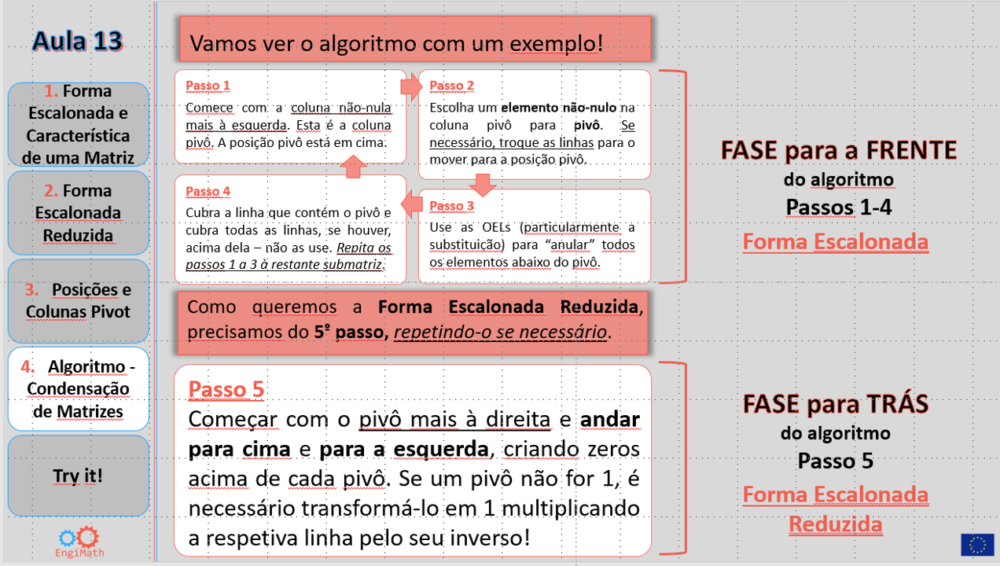 Aula 13
1. Forma
Escalonada e
Característica
de uma Matriz
2. Forma
Escalonada
Reduzida
3. Posições e
Colunas Pivot
4. Algoritmo -
Condensação
de Matrizes
Try it!
EngiMath
Vamos ver o algoritmo com um exemplo!
Passo 1
Comece com a coluna não-nula
mais à esquerda. Esta é a coluna
pivô. A posição pivô está em cima.
Passo 2
Escolha um elemento não-nulo na
coluna pivô para pivô. Se
necessário, troque as linhas para o
mover para a posição pivô.
Passo 4
Cubra a linha que contém o pivô e
cubra todas as linhas, se houver,
acima dela – não as use. Repita os
passos 1 a 3 à restante submatriz.
Passo 3
Use as OELs (particularmente a
substituição) para “anular” todos
os elementos abaixo do pivô.
FASE para a FRENTE
do algoritmo
Passos 1-4
Forma Escalonada
Como queremos a Forma Escalonada Reduzida,
precisamos do 5º passo, repetindo-o se necessário.
Passo 5
Começar com o pivô mais à direita e andar
para cima e para a esquerda, criando zeros
acima de cada pivô. Se um pivô não for 1, é
necessário transformá-lo em 1 multiplicando
a respetiva linha pelo seu inverso!
FASE para TRÁS
do algoritmo
Passo 5
Forma Escalonada
Reduzida